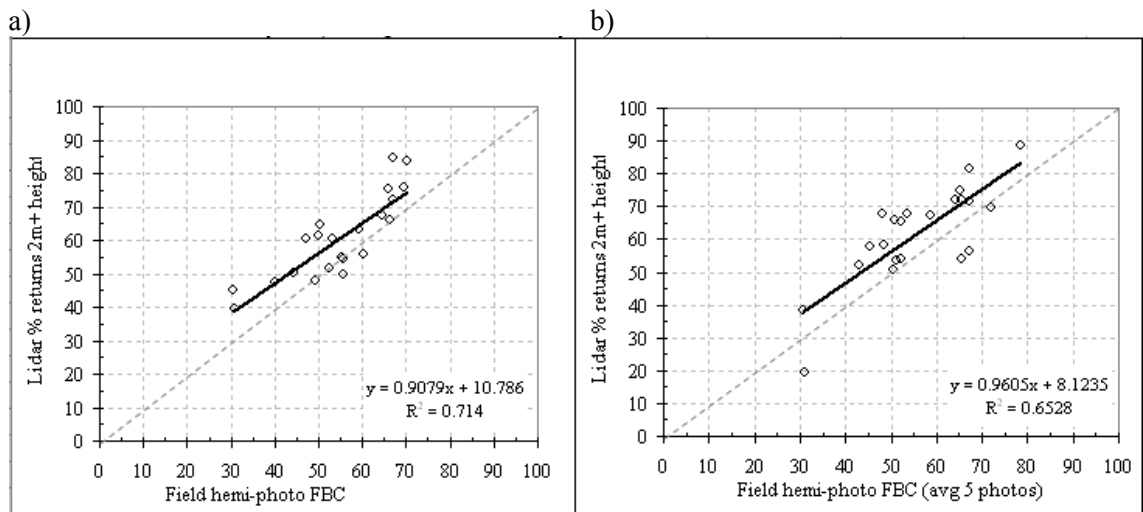 a)
b)
Lidar % returns 2m+ height
100
90
80
70
60
50
40
30
20
10
0
y = 0.9079x + 10.786
R² = 0.714
0 10 20 30 40 50 60 70 80 90 100
Field hemi-photo FBC
Lidar % returns 2m+ height
100
90
80
70
60
50
40
30
20
10
0
y = 0.9605x + 8.1235
R² = 0.6528
0 10 20 30 40 50 60 70 80 90 100
Field hemi-photo FBC (avg 5 photos)